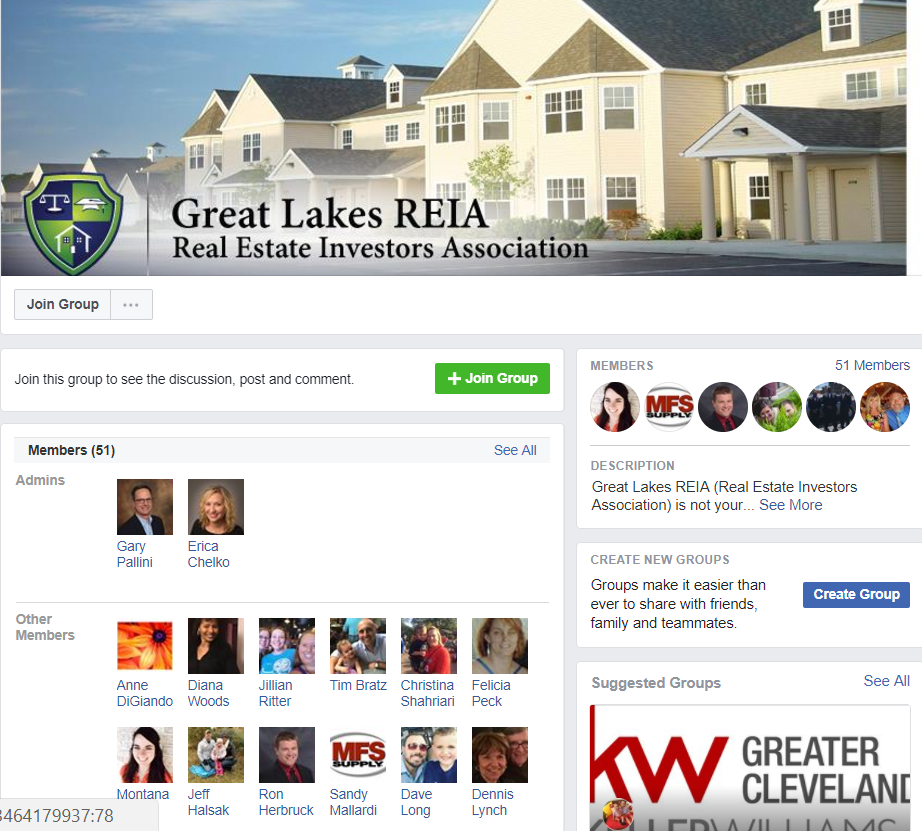 Great Lakes REIA
Real Estate Investors Association
Join Group ...
Join this group to see the discussion, post and comment.
+ Join Group
Members (51)
See All
Admins
Gary
Pallini
Erica
Chelko
Other
Members
Anne
DiGiando
Diana
Woods
Jillian
Ritter
Tim Bratz
Christina
Shahriari
Felicia
Peck
MFS
SUPPLY
Montana
Jeff
Halsak
Ron
Herbruck
Sandy
Mallardi
Dave
Long
Dennis
Lynch
3464179937:78
MEMBERS
51 Members
MFS
SUPPLY
DESCRIPTION
Great Lakes REIA (Real Estate Investors
Association) is not your... See More
CREATE NEW GROUPS
Groups make it easier than
ever to share with friends,
family and teammates.
Create Group
Suggested Groups
See All
KW GREATER
CLEVELAND
KELLERWILLIAMS